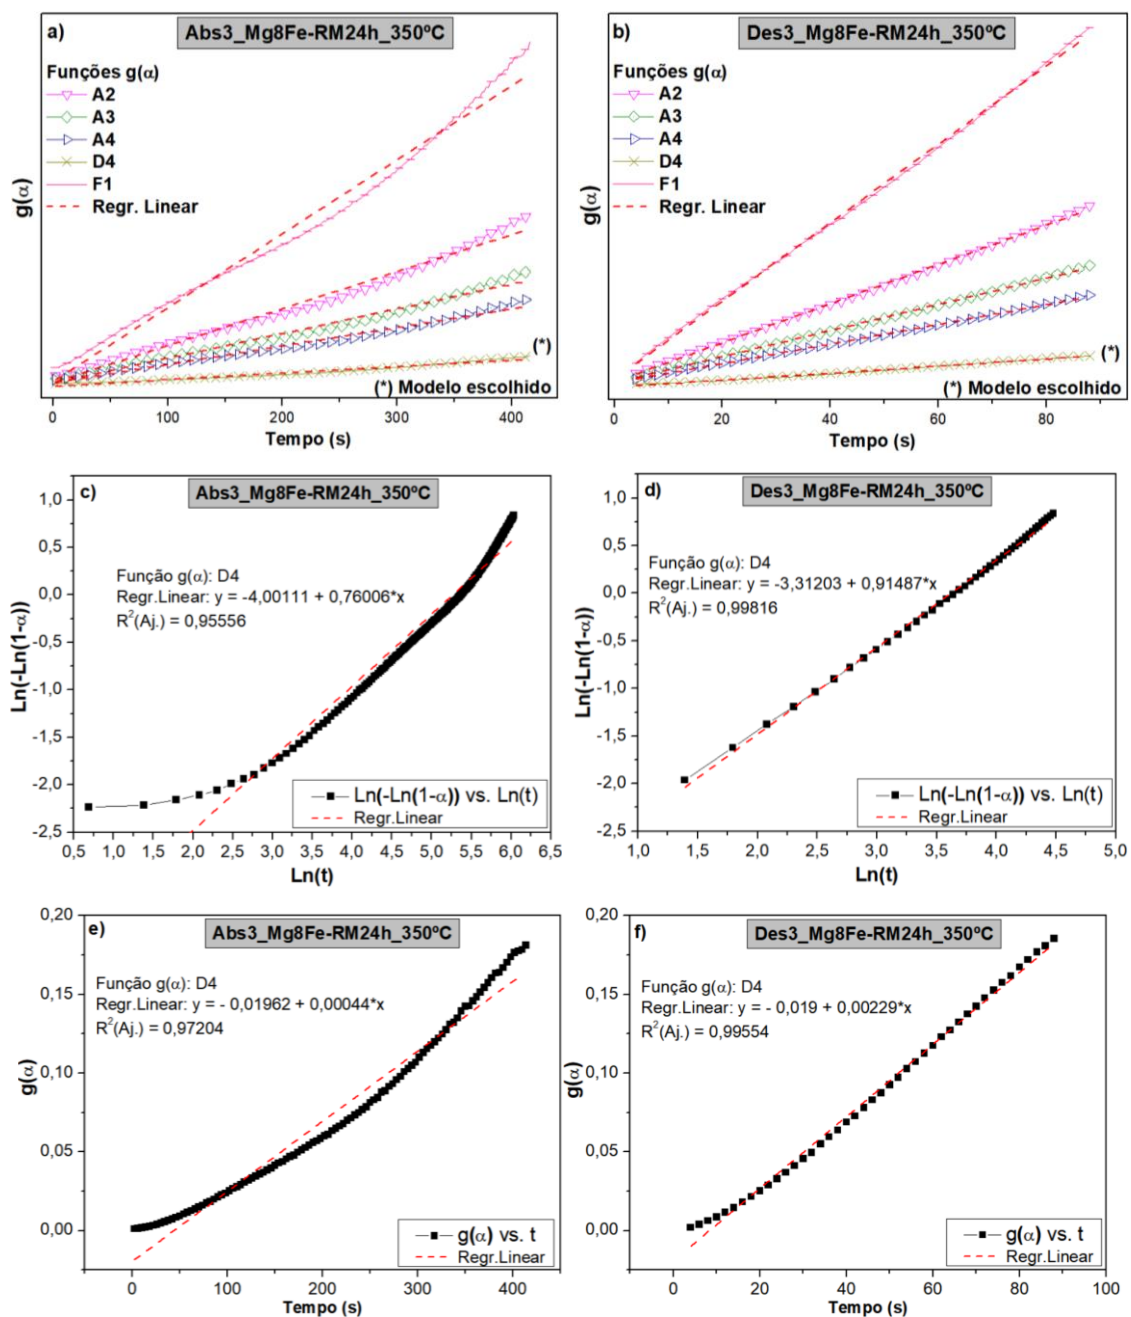 a)
Abs3_Mg8Fe-RM24h_350ºC
Funções g(α)
A2
A3
A4
D4
F1
Regr. Linear
g(α)
(*)
(*) Modelo escolhido
0 100 200 300 400
Tempo (s)
b)
Des3_Mg8Fe-RM24h_350ºC
Funções g(α)
A2
A3
A4
D4
F1
Regr. Linear
g(α)
(*)
(*) Modelo escolhido
0 20 40 60 80
Tempo (s)
c)
Abs3_Mg8Fe-RM24h_350ºC
1,0
0,5
0,0
-0,5
-1,0
-1,5
-2,0
-2,5
Ln(-Ln(1-α))
Função g(α): D4
Regr.Linear: y = -4,00111 + 0,76006*x
R²(Aj.) = 0,95556
Ln(-Ln(1-α)) vs. Ln(t)
Regr.Linear
0,5 1,0 1,5 2,0 2,5 3,0 3,5 4,0 4,5 5,0 5,5 6,0 6,5
Ln(t)
d)
Des3_Mg8Fe-RM24h_350ºC
1,0
0,5
0,0
-0,5
-1,0
-1,5
-2,0
-2,5
Ln(-Ln(1-α))
Função g(α): D4
Regr.Linear: y = -3,31203 + 0,91487*x
R²(Aj.) = 0,99816
Ln(-Ln(1-α)) vs. Ln(t)
Regr.Linear
1,0 1,5 2,0 2,5 3,0 3,5 4,0 4,5 5,0
Ln(t)
e)
Abs3_Mg8Fe-RM24h_350ºC
0,20
0,15
0,10
0,05
0,00
g(α)
Função g(α): D4
Regr.Linear: y = - 0,01962 + 0,00044*x
R²(Aj.) = 0,97204
g(α) vs. t
Regr.Linear
0 100 200 300 400
Tempo (s)
f)
Des3_Mg8Fe-RM24h_350ºC
0,20
0,15
0,10
0,05
0,00
g(α)
Função g(α): D4
Regr.Linear: y = - 0,019 + 0,00229*x
R²(Aj.) = 0,99554
g(α) vs. t
Regr.Linear
0 20 40 60 80 100
Tempo (s)